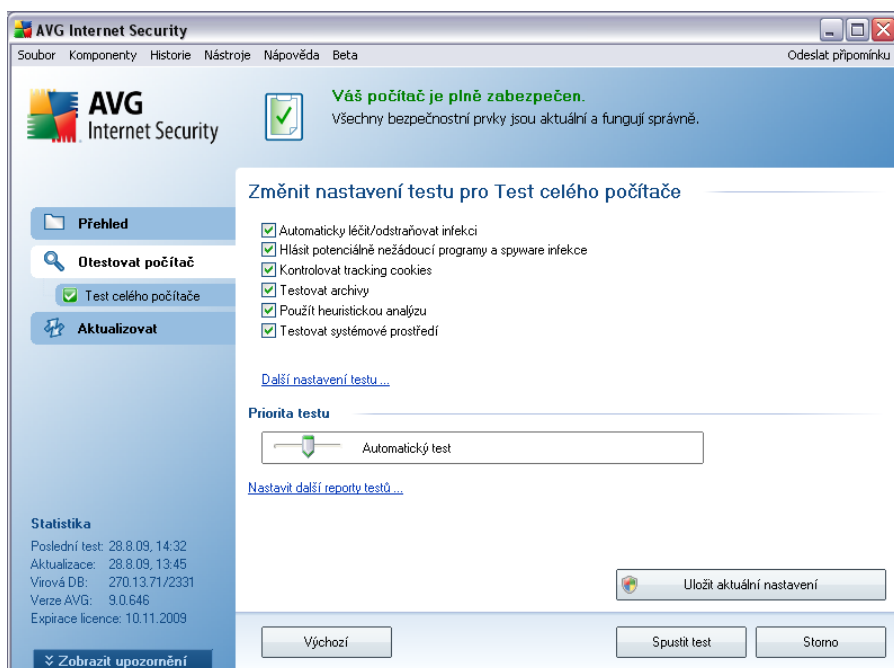 AVG Internet Security
Soubor Komponenty Historie Nástroje Nápověda Beta Odeslat připomínku
AVG
Internet Security
Váš počítač je plně zabezpečen.
Všechny bezpečnostní prvky jsou aktuální a fungují správně.
Přehled
Otestovat počítač
Test celého počítače
Aktualizovat
Změnit nastavení testu pro Test celého počítače
Automaticky léčit/odstraňovat infekci
Hlásit potenciálně nežádoucí programy a spyware infekce
Kontrolovat tracking cookies
Testovat archivy
Použít heuristickou analýzu
Testovat systémové prostředí
Další nastavení testu ...
Priorita testu
Automatický test
Nastavit další reporty testů ...
Statistika
Poslední test: 28.8.09, 14:32
Aktualizace: 28.8.09, 13:45
Virová DB: 270.13.71/2331
Verze AVG: 9.0.646
Expirace licence: 10.11.2009
Zobrazit upozornění
Uložit aktuální nastavení
Výchozí
Spustit test
Storno